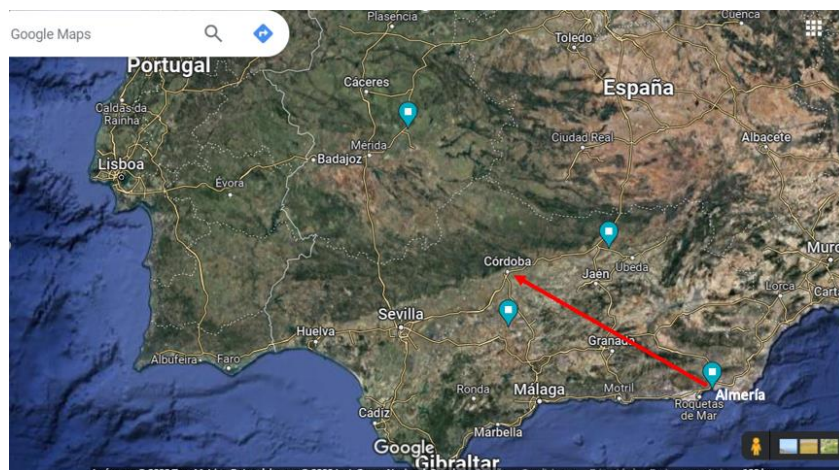 Google Maps
Plasencia
Cuenca
Toledo
Portugal
Cáceres
España
Caldas da
Rainha
Mérida
Ciudad Real
Albacete
Badajoz
Lisboa
Évora
Murc
Córdoba
Jaén
Úbeda
Lorca
Carta
Sevilla
Huelva
Granada
Albufeira
Faro
Ronda
Málaga
Motril
Almería
Roquetas
de Mar
Cádiz
Marbella
Google
Gibraltar